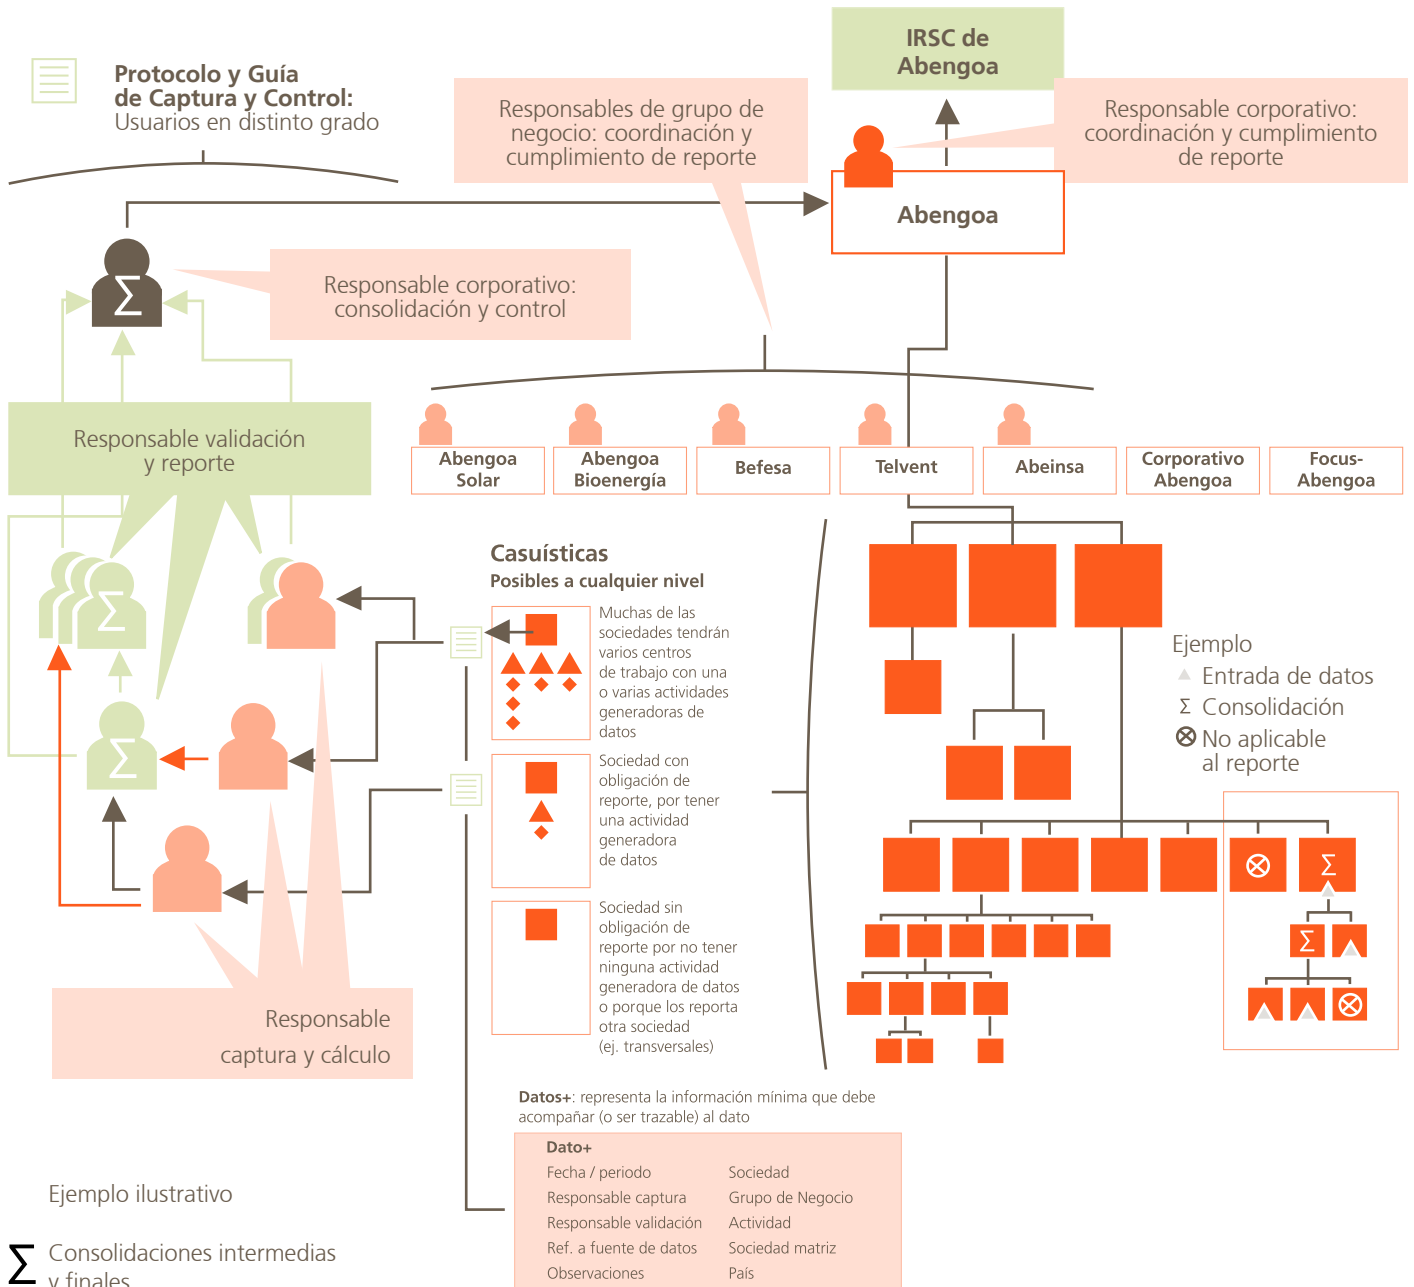 IRSC de
Abengoa
Protocolo y Guía
de Captura y Control:
Usuarios en distinto grado
Responsables de grupo de
negocio: coordinación y
cumplimiento de reporte
Responsable corporativo:
coordinación y cumplimiento
de reporte
Abengoa
Σ
Responsable corporativo:
consolidación y control
Responsable validación
y reporte
Abengoa
Solar
Abengoa
Bioenergía
Befesa
Telvent
Abeinsa
Corporativo
Abengoa
Focus-
Abengoa
Σ
Σ
Casuísticas
Posibles a cualquier nivel
Muchas de las
sociedades tendrán
varios centros
de trabajo con una
o varias actividades
generadoras de
datos
Sociedad con
obligación de
reporte, por tener
una actividad
generadora
de datos
Sociedad sin
obligación de
reporte por no tener
ninguna actividad
generadora de datos
o porque los reporta
otra sociedad
(ej. transversales)
Ejemplo
Entrada de datos
Σ Consolidación
No aplicable
al reporte
Σ
Σ
Responsable
captura y cálculo
Datos+: representa la información mínima que debe
acompañar (o ser trazable) al dato
Dato+
Fecha / periodo Sociedad
Responsable captura Grupo de Negocio
Responsable validación Actividad
Ref. a fuente de datos Sociedad matriz
Observaciones País
Ejemplo ilustrativo
Σ Consolidaciones intermedias
y finales